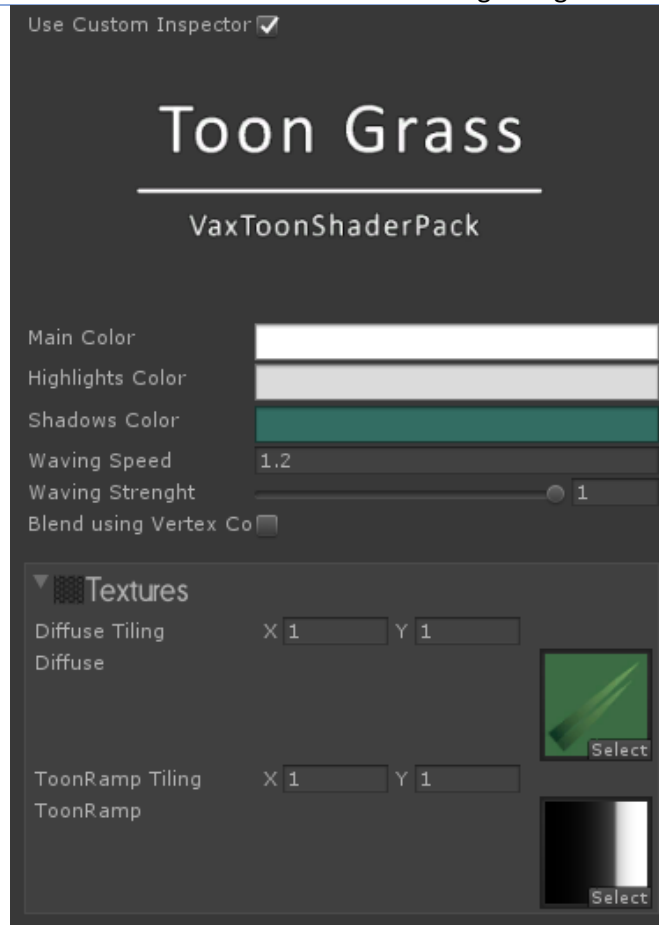 Use Custom Inspector
Toon Grass
VaxToonShaderPack
Main Color
Highlights Color
Shadows Color
Waving Speed 1.2
Waving Strenght 1
Blend using Vertex Co
Textures
Diffuse Tiling X 1 Y 1
Diffuse
Select
ToonRamp Tiling X 1 Y 1
ToonRamp
Select